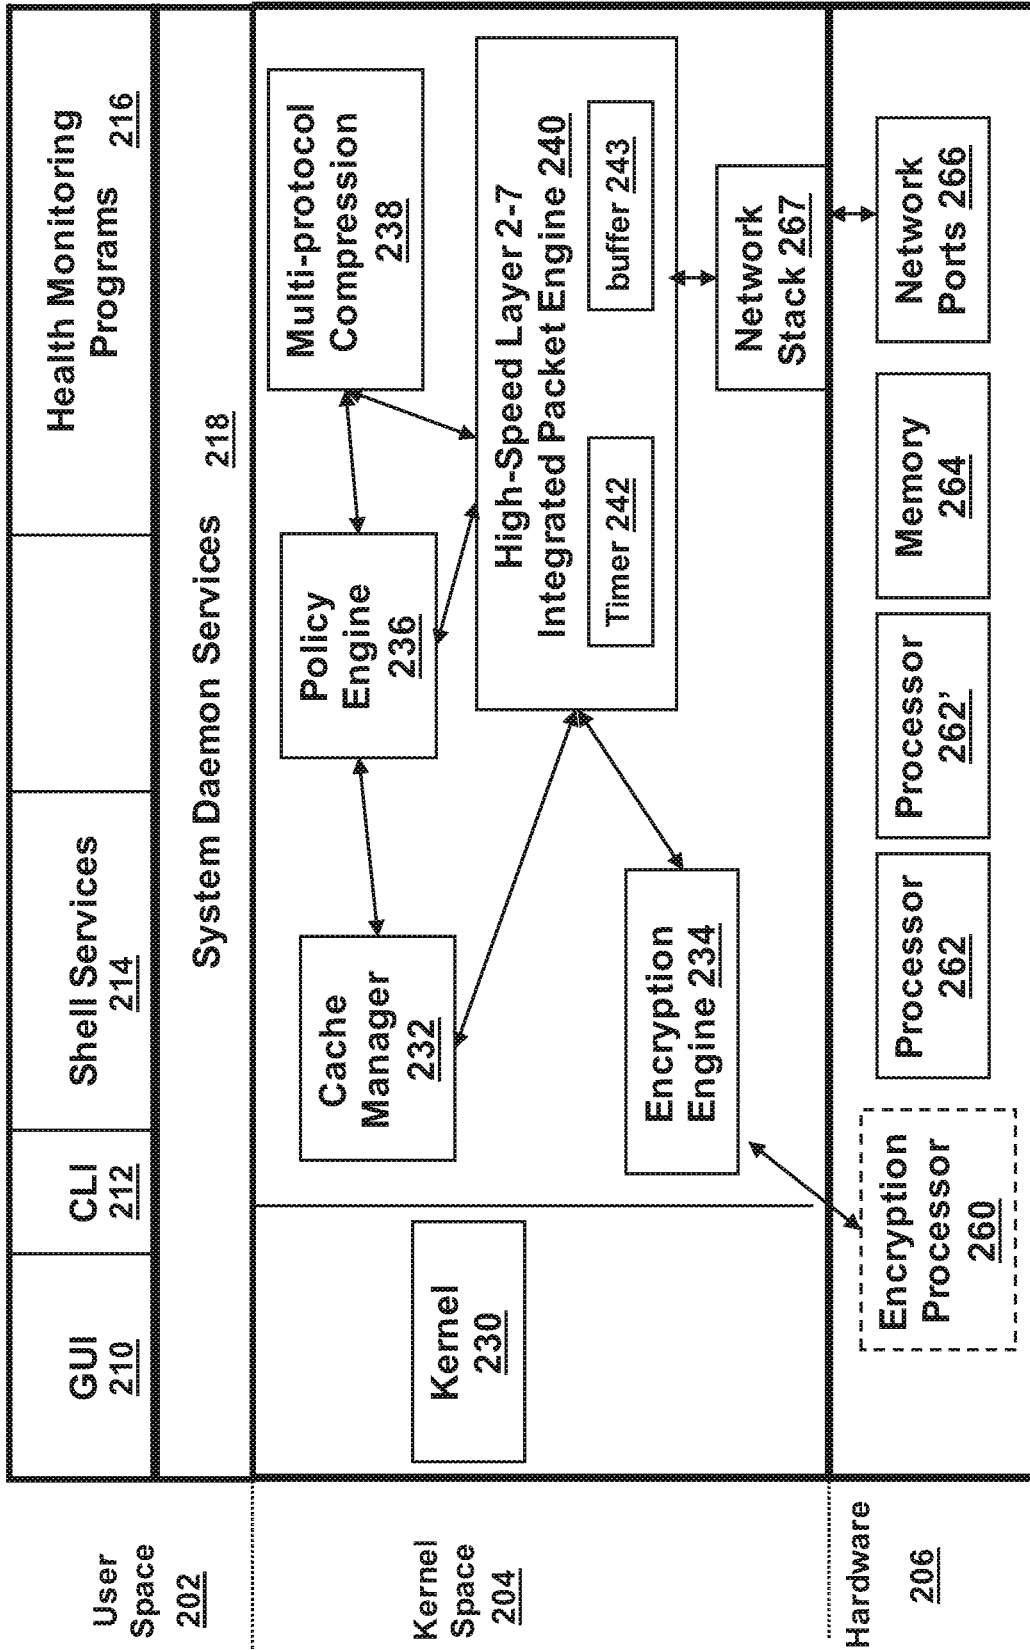 User
Space
202
GUI
210
CLI
212
Shell Services
214
Health Monitoring
Programs 216
System Daemon Services 218
Kernel
Space
204
Kernel
230
Cache
Manager
232
Policy
Engine
236
Multi-protocol
Compression
238
High-Speed Layer 2-7
Integrated Packet Engine 240
Timer 242
buffer 243
Encryption
Engine 234
Network
Stack 267
Hardware
206
Encryption
Processor
260
Processor
262
Processor
262'
Memory
264
Network
Ports 266